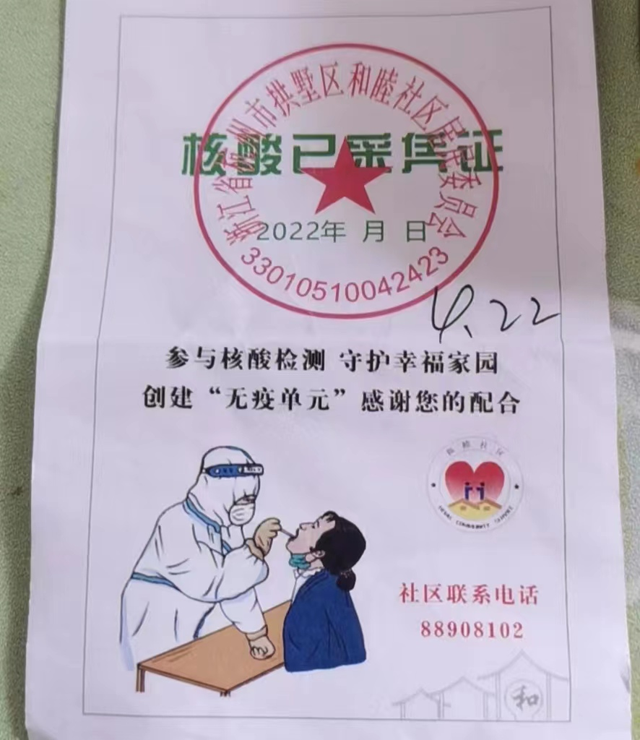 浙江省杭州市拱墅区和睦社区居民委员会
核酸已采凭证
2022年 月 日
33010510042423
4.22
参与核酸检测 守护幸福家园
创建“无疫单元”感谢您的配合
和睦社区
社区联系电话
88908102
和